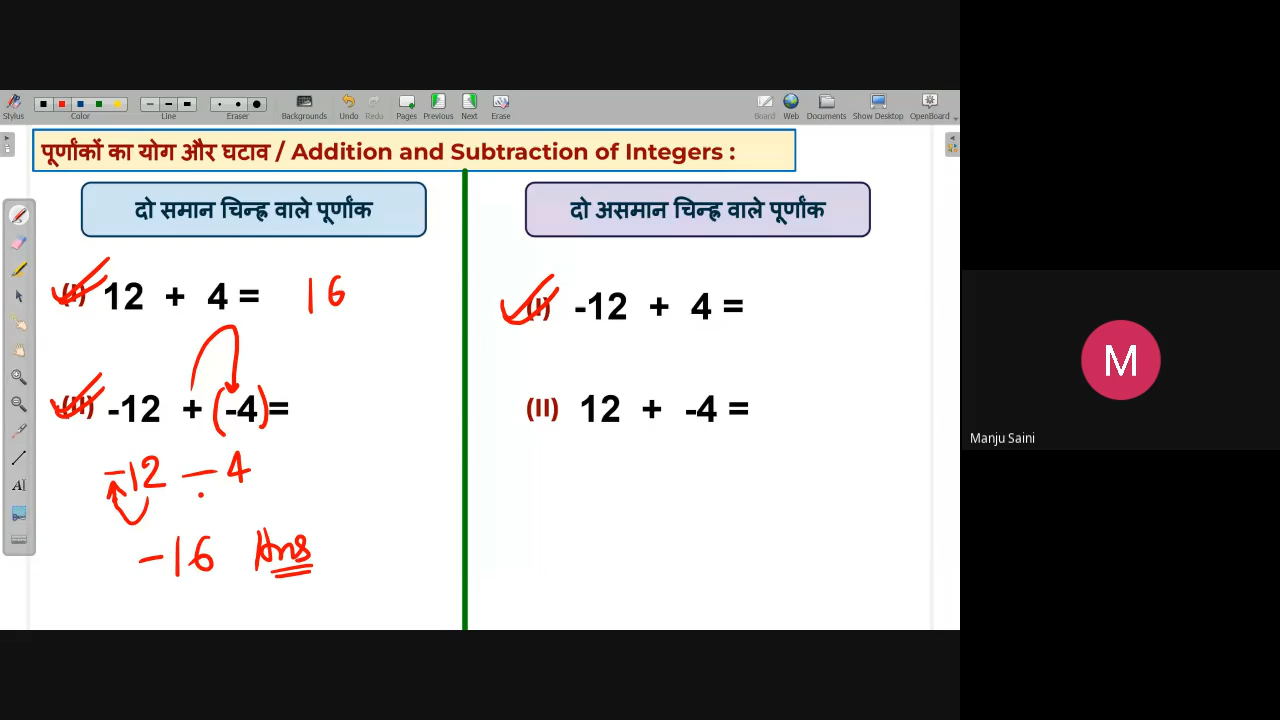 Color
Line
Eraser
Stylus
Backgrounds
Undo
Redo
Pages
Previous
Next
Erase
Board
Web
Documents
Show Desktop
OpenBoard
पूर्णांकों का योग और घटाव / Addition and Subtraction of Integers :
दो समान चिन्ह्र वाले पूर्णांक
(I) 12 + 4 = 16
(II) -12 + (-4)=
-12 - 4
-16 Ans
दो असमान चिन्ह्र वाले पूर्णांक
(I) -12 + 4 =
(II) 12 + -4 =
M
Manju Saini